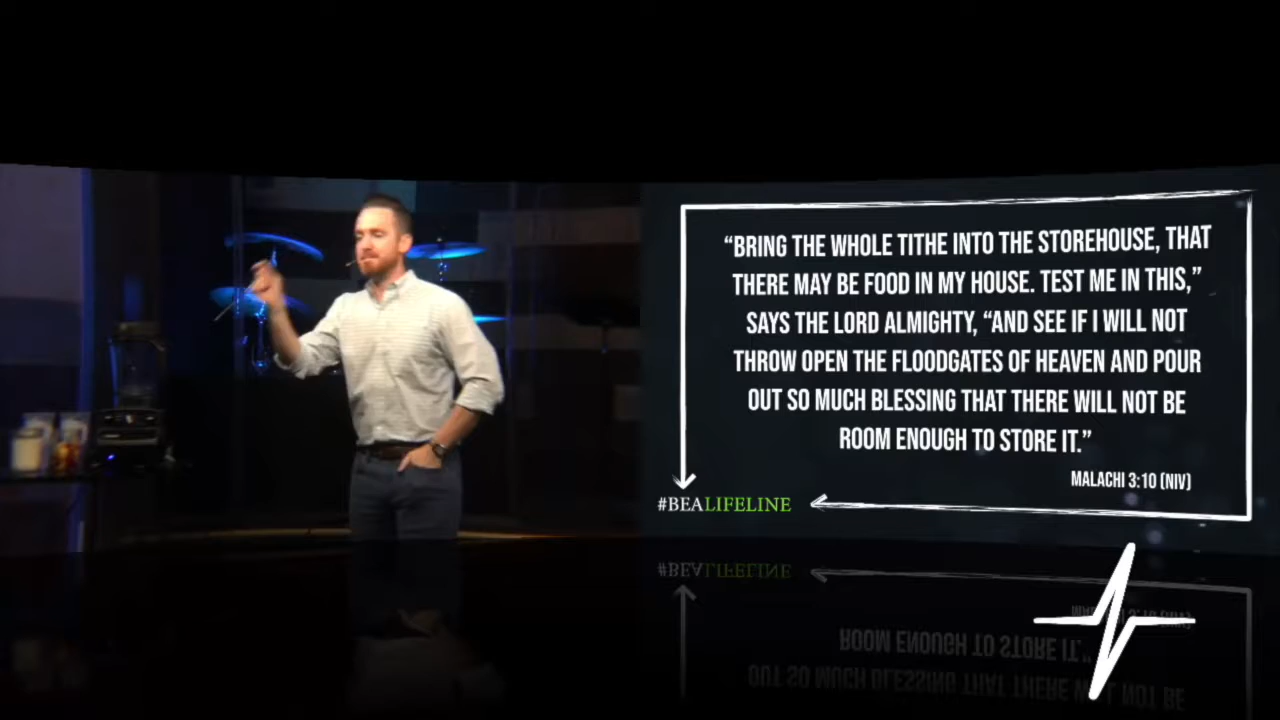 “BRING THE WHOLE TITHE INTO THE STOREHOUSE, THAT
THERE MAY BE FOOD IN MY HOUSE. TEST ME IN THIS,”
SAYS THE LORD ALMIGHTY, “AND SEE IF I WILL NOT
THROW OPEN THE FLOODGATES OF HEAVEN AND POUR
OUT SO MUCH BLESSING THAT THERE WILL NOT BE
ROOM ENOUGH TO STORE IT.”
MALACHI 3:10 (NIV)
#BEALIFELINE